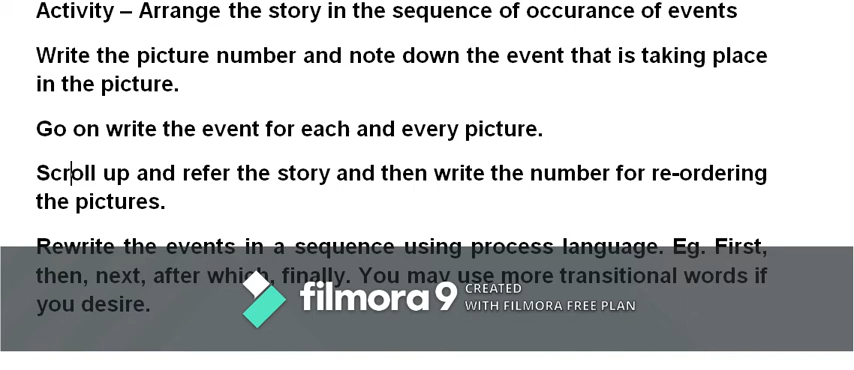 Activity – Arrange the story in the sequence of occurance of events
Write the picture number and note down the event that is taking place
in the picture.
Go on write the event for each and every picture.
Scroll up and refer the story and then write the number for re-ordering
the pictures.
Rewrite the events in a sequence using process language. Eg. First,
then, next, after which, finally. You may use more transitional words if
you desire.
filmora 9 CREATED
WITH FILMORA FREE PLAN